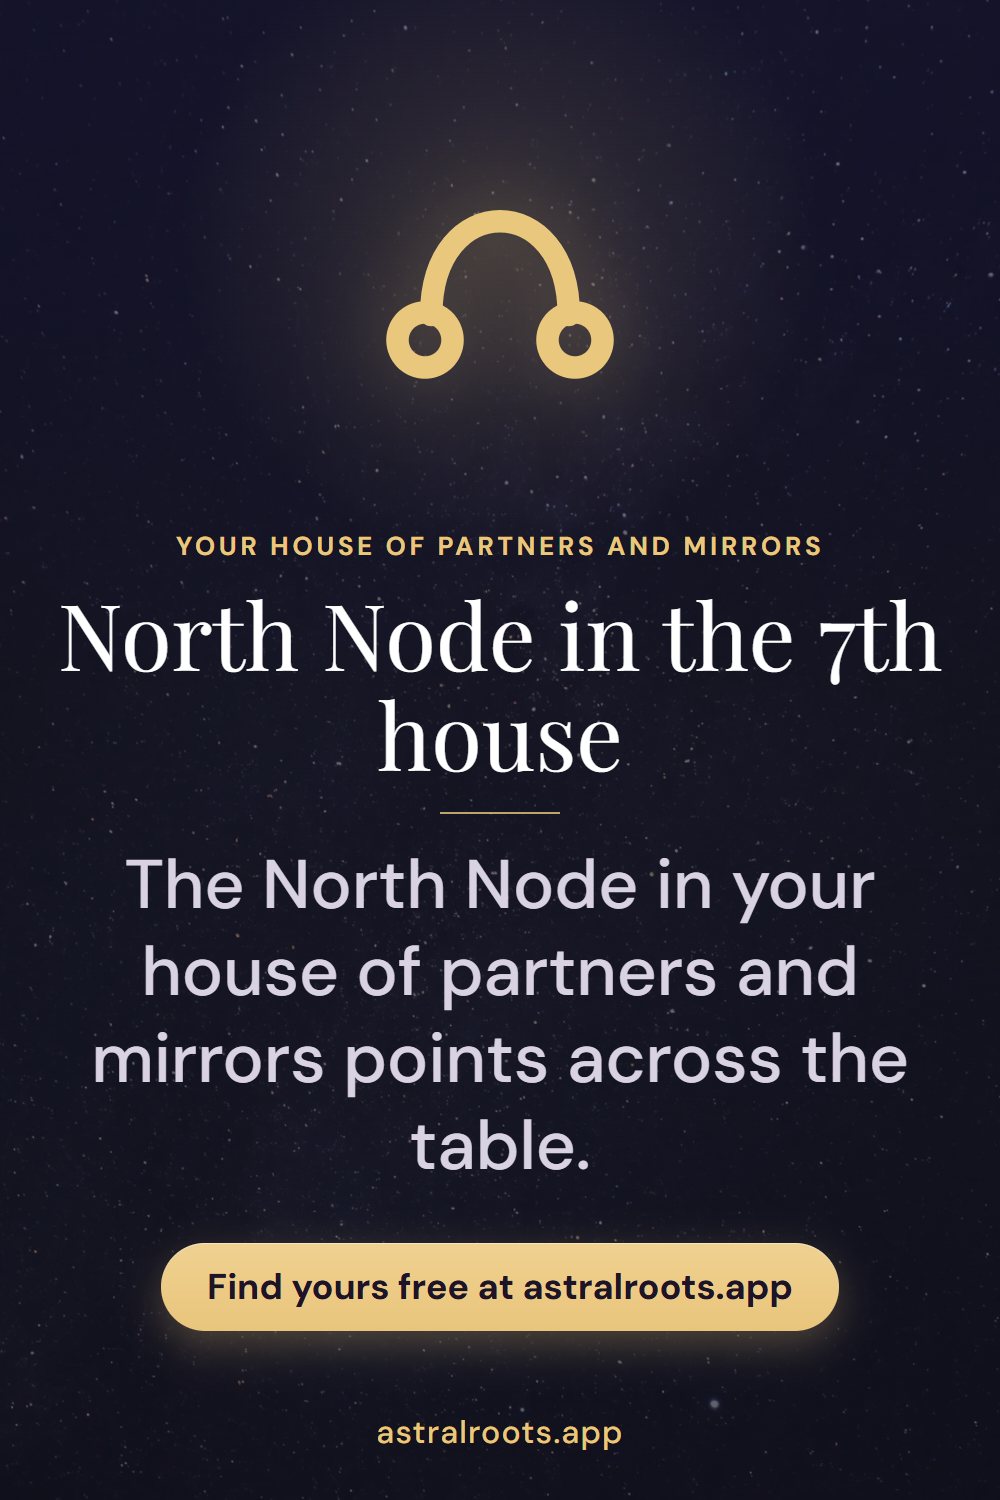 YOUR HOUSE OF PARTNERS AND MIRRORS
North Node in the 7th
house
The North Node in your
house of partners and
mirrors points across the
table.
Find yours free at astralroots.app
astralroots.app